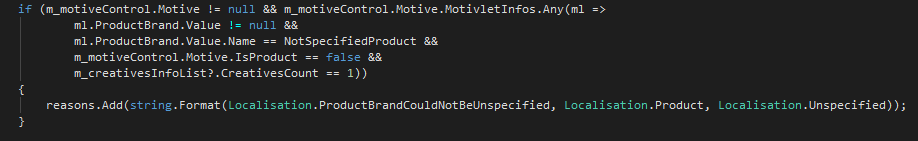 if (m_motiveControl.Motive != null && m_motiveControl.Motive.MotivletInfos.Any(ml =>
ml.ProductBrand.Value != null &&
ml.ProductBrand.Value.Name == NotSpecifiedProduct &&
m_motiveControl.Motive.IsProduct == false &&
m_creativesInfoList?.CreativesCount == 1))
{
reasons.Add(string.Format(Localisation.ProductBrandCouldNotBeUnspecified, Localisation.Product, Localisation.Unspecified));
}